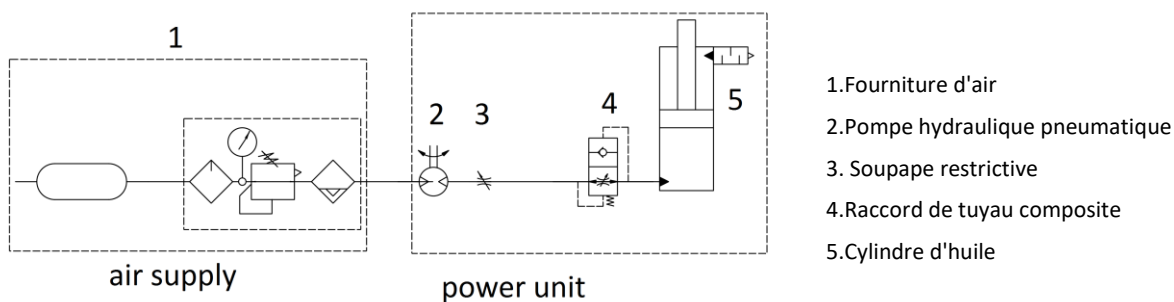 1
2
3
4
5
air supply
power unit
1.Fourniture d'air
2.Pompe hydraulique pneumatique
3. Soupape restrictive
4.Raccord de tuyau composite
5.Cylindre d'huile